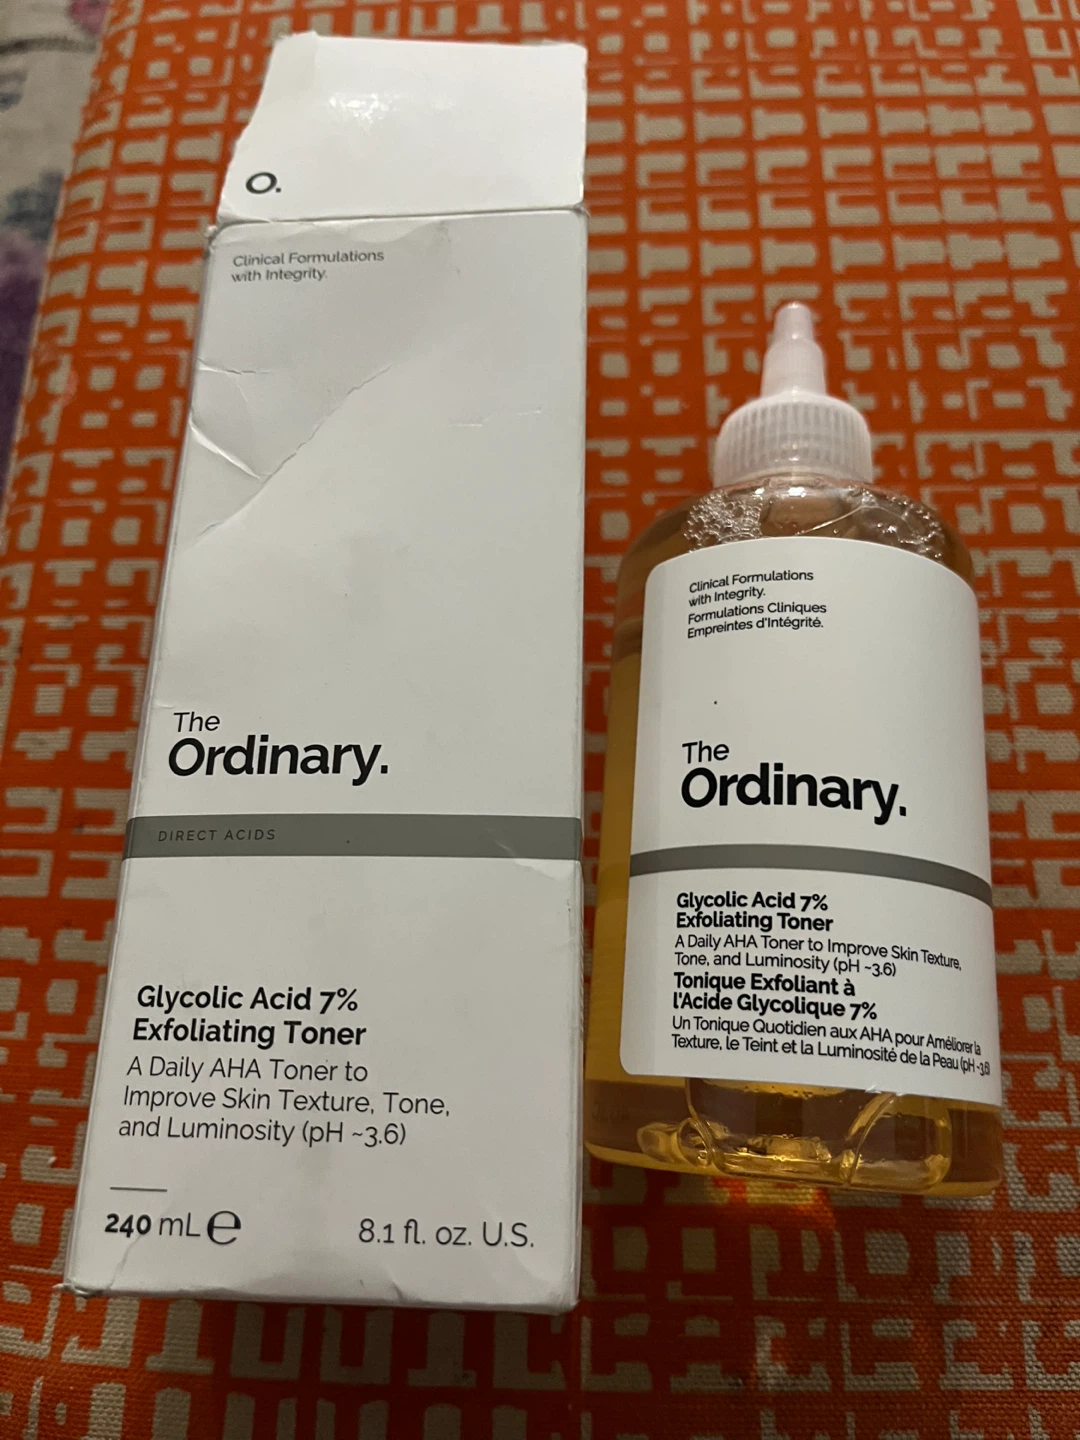 O.
Clinical Formulations
with Integrity.
The
Ordinary.
DIRECT ACIDS
Glycolic Acid 7%
Exfoliating Toner
A Daily AHA Toner to
Improve Skin Texture, Tone,
and Luminosity (pH ~3.6)
240 mL ℮ 8.1 fl. oz. U.S.
Clinical Formulations
with Integrity.
Formulations Cliniques
Empreintes d'Intégrité.
The
Ordinary.
Glycolic Acid 7%
Exfoliating Toner
A Daily AHA Toner to Improve Skin Texture,
Tone, and Luminosity (pH ~3.6)
Tonique Exfoliant à
l'Acide Glycolique 7%
Un Tonique Quotidien aux AHA pour Améliorer la
Texture, le Teint et la Luminosité de la Peau (pH ~3.6)